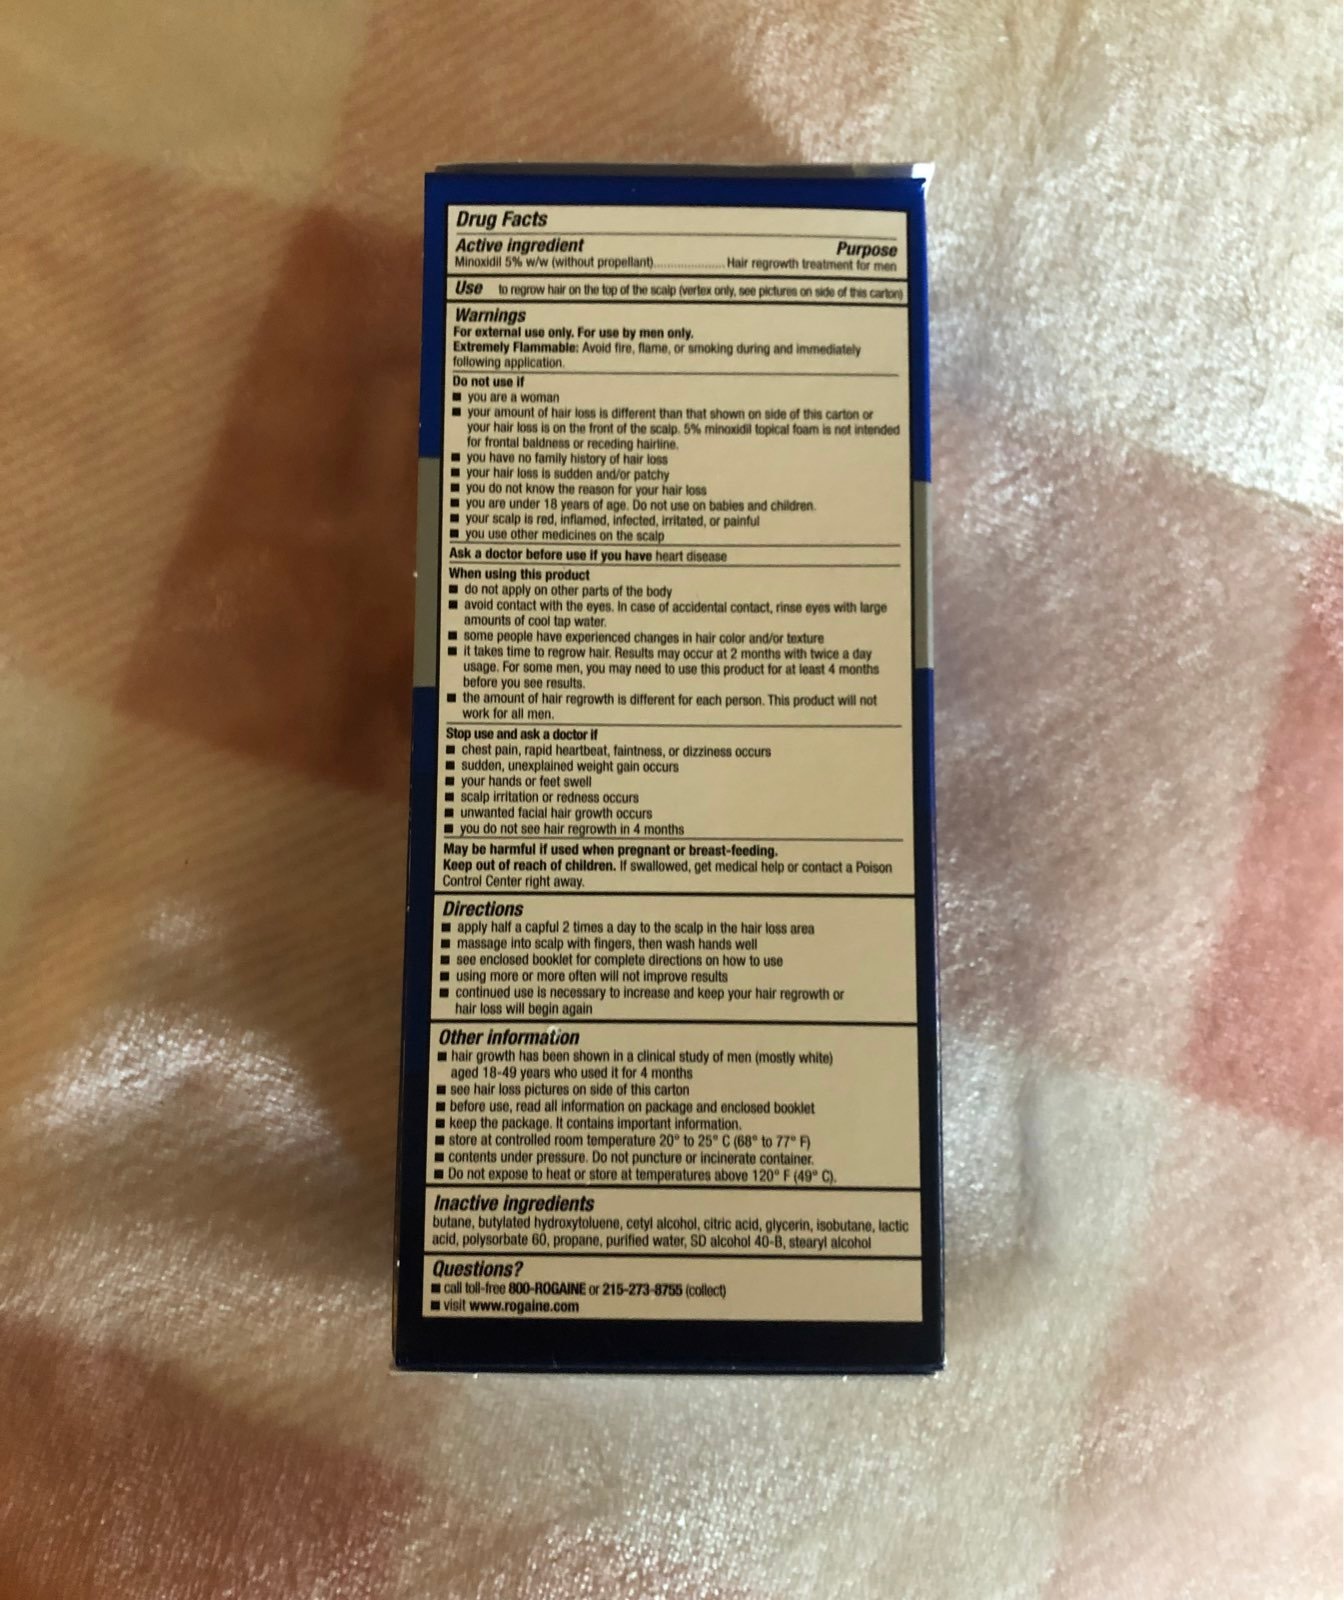 Drug Facts
Active ingredient Purpose
Minoxidil 5% w/w (without propellant).....................Hair regrowth treatment for men
Use to regrow hair on the top of the scalp (vertex only, see pictures on side of this carton)
Warnings
For external use only. For use by men only.
Extremely Flammable: Avoid fire, flame, or smoking during and immediately
following application.
Do not use if
■ you are a woman
■ your amount of hair loss is different than that shown on side of this carton or
your hair loss is on the front of the scalp. 5% minoxidil topical foam is not intended
for frontal baldness or receding hairline.
■ you have no family history of hair loss
■ your hair loss is sudden and/or patchy
■ you do not know the reason for your hair loss
■ you are under 18 years of age. Do not use on babies and children.
■ your scalp is red, inflamed, infected, irritated, or painful
■ you use other medicines on the scalp
Ask a doctor before use if you have heart disease
When using this product
■ do not apply on other parts of the body
■ avoid contact with the eyes. In case of accidental contact, rinse eyes with large
amounts of cool tap water.
■ some people have experienced changes in hair color and/or texture
■ it takes time to regrow hair. Results may occur at 2 months with twice a day
usage. For some men, you may need to use this product for at least 4 months
before you see results.
■ the amount of hair regrowth is different for each person. This product will not
work for all men.
Stop use and ask a doctor if
■ chest pain, rapid heartbeat, faintness, or dizziness occurs
■ sudden, unexplained weight gain occurs
■ your hands or feet swell
■ scalp irritation or redness occurs
■ unwanted facial hair growth occurs
■ you do not see hair regrowth in 4 months
May be harmful if used when pregnant or breast-feeding.
Keep out of reach of children. If swallowed, get medical help or contact a Poison
Control Center right away.
Directions
■ apply half a capful 2 times a day to the scalp in the hair loss area
■ massage into scalp with fingers, then wash hands well
■ see enclosed booklet for complete directions on how to use
■ using more or more often will not improve results
■ continued use is necessary to increase and keep your hair regrowth or
hair loss will begin again
Other information
■ hair growth has been shown in a clinical study of men (mostly white)
aged 18-49 years who used it for 4 months
■ see hair loss pictures on side of this carton
■ before use, read all information on package and enclosed booklet
■ keep the package. It contains important information.
■ store at controlled room temperature 20° to 25° C (68° to 77° F)
■ contents under pressure. Do not puncture or incinerate container.
■ Do not expose to heat or store at temperatures above 120° F (49° C).
Inactive ingredients
butane, butylated hydroxytoluene, cetyl alcohol, citric acid, glycerin, isobutane, lactic
acid, polysorbate 60, propane, purified water, SD alcohol 40-B, stearyl alcohol
Questions?
■ call toll-free 800-ROGAINE or 215-273-8755 (collect)
■ visit www.rogaine.com